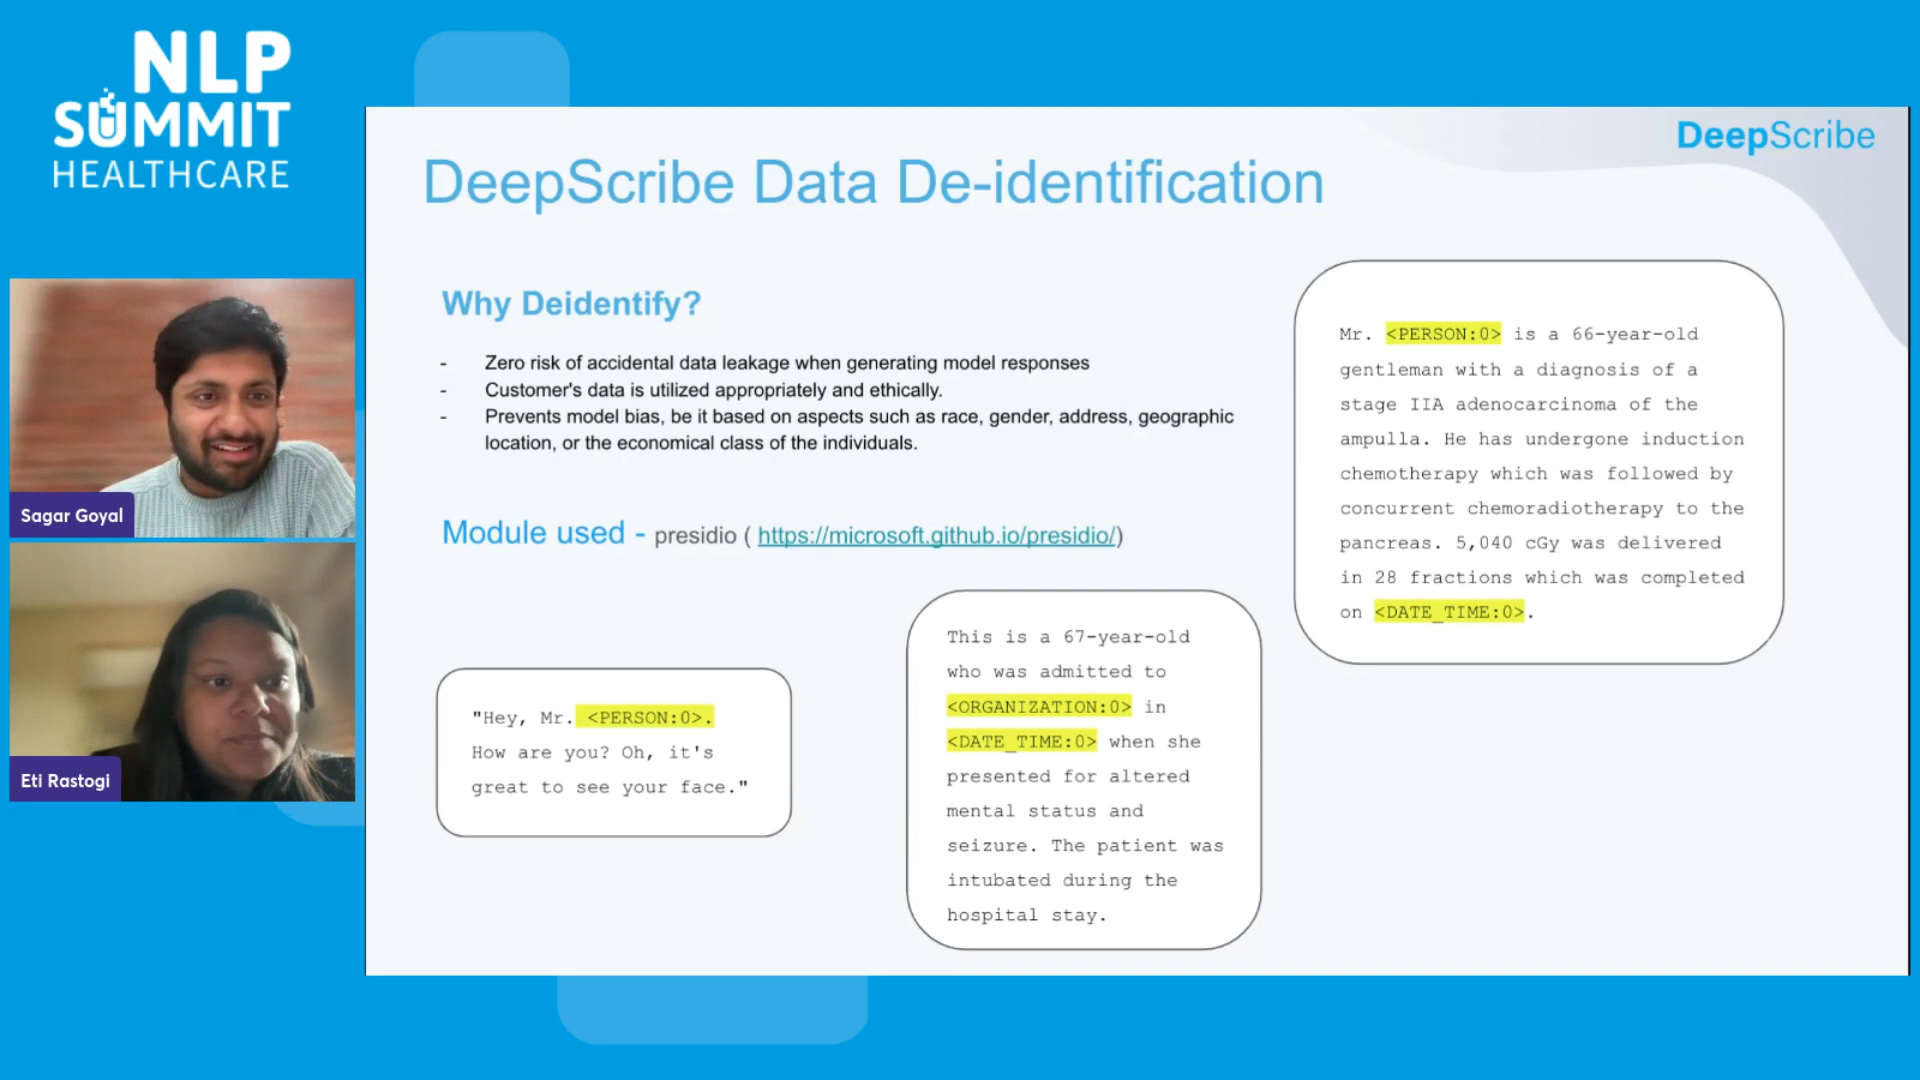 NLP
SUMMIT
HEALTHCARE
DeepScribe
DeepScribe Data De-identification
Why Deidentify?
- Zero risk of accidental data leakage when generating model responses
- Customer's data is utilized appropriately and ethically.
- Prevents model bias, be it based on aspects such as race, gender, address, geographic
location, or the economical class of the individuals.
Module used - presidio ( https://microsoft.github.io/presidio/)
"Hey, Mr. <PERSON:0>.
How are you? Oh, it's
great to see your face."
This is a 67-year-old
who was admitted to
<ORGANIZATION:0> in
<DATE_TIME:0> when she
presented for altered
mental status and
seizure. The patient was
intubated during the
hospital stay.
Mr. <PERSON:0> is a 66-year-old
gentleman with a diagnosis of a
stage IIA adenocarcinoma of the
ampulla. He has undergone induction
chemotherapy which was followed by
concurrent chemoradiotherapy to the
pancreas. 5,040 cGy was delivered
in 28 fractions which was completed
on <DATE_TIME:0>.
Sagar Goyal
Eti Rastogi